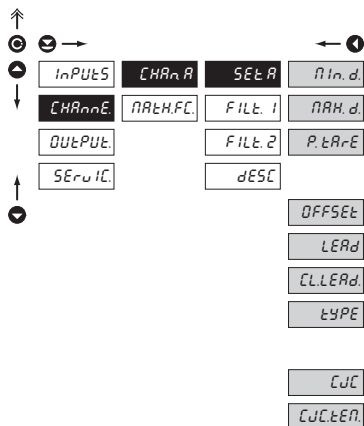 InPUtS CHAn A SEt A MIn. d.
CHAnnE. MAtH.FC. FILt. 1 MAH. d.
OUtPUt. FILt. 2 P. tArE
SErvIC. dESC
OFFSEt
LEAd
CL.LEAd.
tYPE
CJC
CJC.tEM.